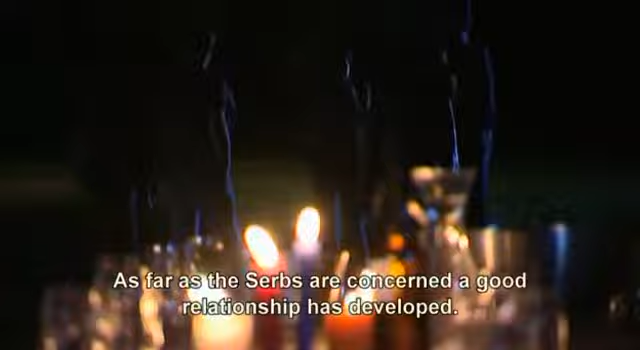 As far as the Serbs are concerned a good
relationship has developed.